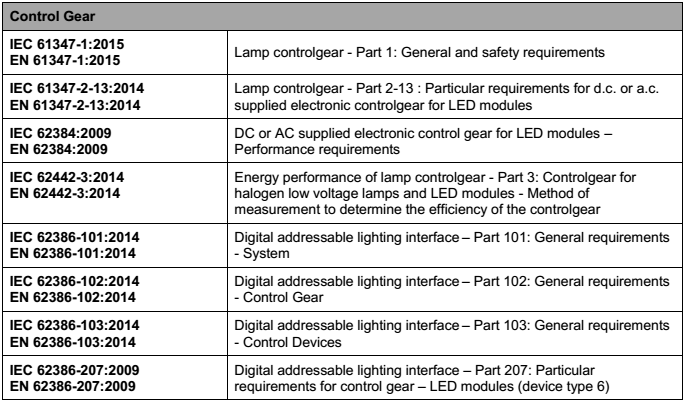 Control Gear
IEC 61347-1:2015
EN 61347-1:2015
Lamp controlgear - Part 1: General and safety requirements
IEC 61347-2-13:2014
EN 61347-2-13:2014
Lamp controlgear - Part 2-13 : Particular requirements for d.c. or a.c.
supplied electronic controlgear for LED modules
IEC 62384:2009
EN 62384:2009
DC or AC supplied electronic control gear for LED modules –
Performance requirements
IEC 62442-3:2014
EN 62442-3:2014
Energy performance of lamp controlgear - Part 3: Controlgear for
halogen low voltage lamps and LED modules - Method of
measurement to determine the efficiency of the controlgear
IEC 62386-101:2014
EN 62386-101:2014
Digital addressable lighting interface – Part 101: General requirements
- System
IEC 62386-102:2014
EN 62386-102:2014
Digital addressable lighting interface – Part 102: General requirements
- Control Gear
IEC 62386-103:2014
EN 62386-103:2014
Digital addressable lighting interface – Part 103: General requirements
- Control Devices
IEC 62386-207:2009
EN 62386-207:2009
Digital addressable lighting interface – Part 207: Particular
requirements for control gear – LED modules (device type 6)